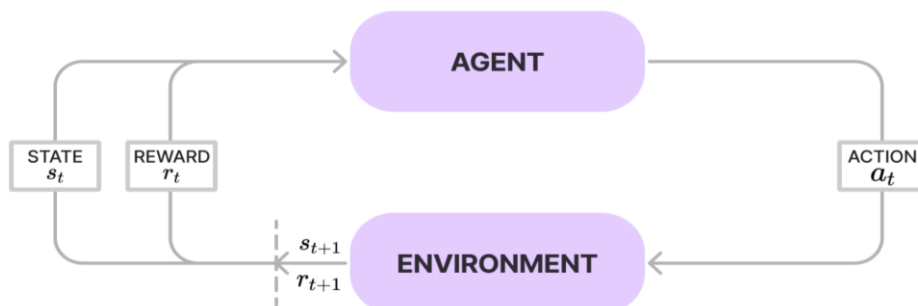 AGENT
STATE
s_t
REWARD
r_t
ACTION
a_t
s_{t+1}
r_{t+1}
ENVIRONMENT